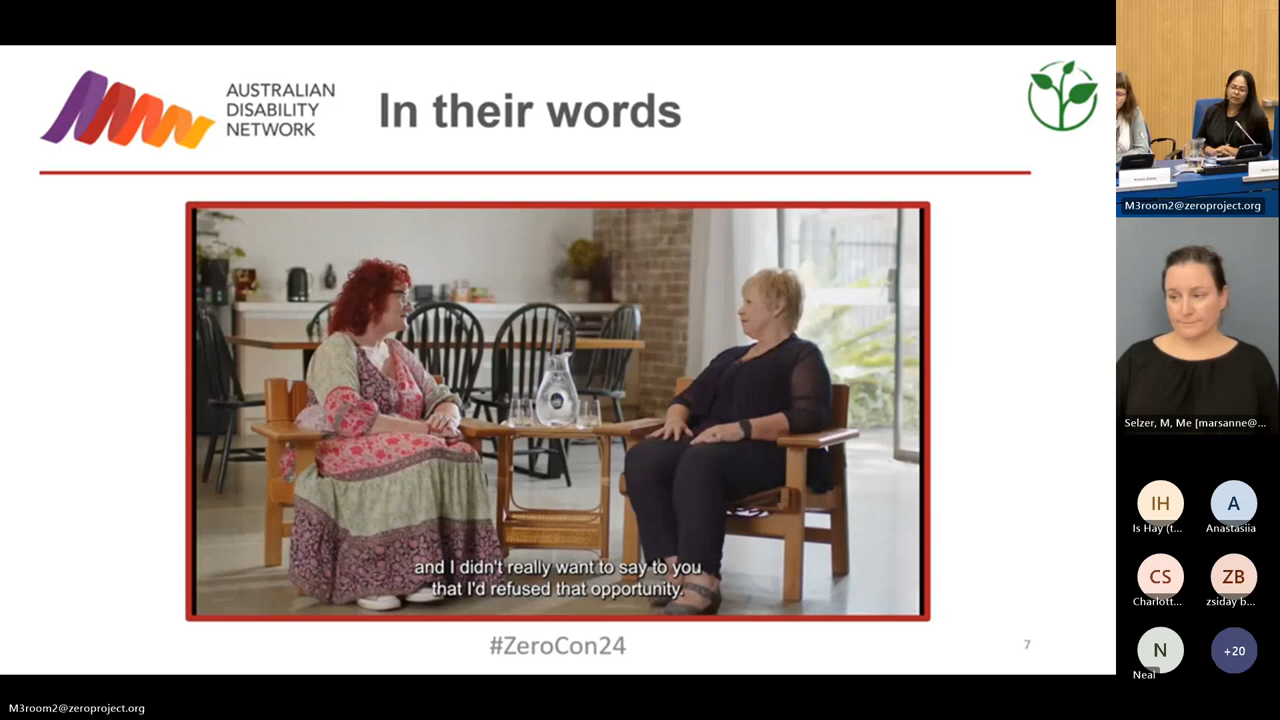 AUSTRALIAN
DISABILITY
NETWORK
In their words
and I didn't really want to say to you
that I'd refused that opportunity.
#ZeroCon24
7
M3room2@zeroproject.org
Selzer, M, Me [marsanne@...
IH
Is Hay (t...
A
Anastasiia
CS
Charlott...
ZB
zsiday b...
N
Neal
+20
M3room2@zeroproject.org